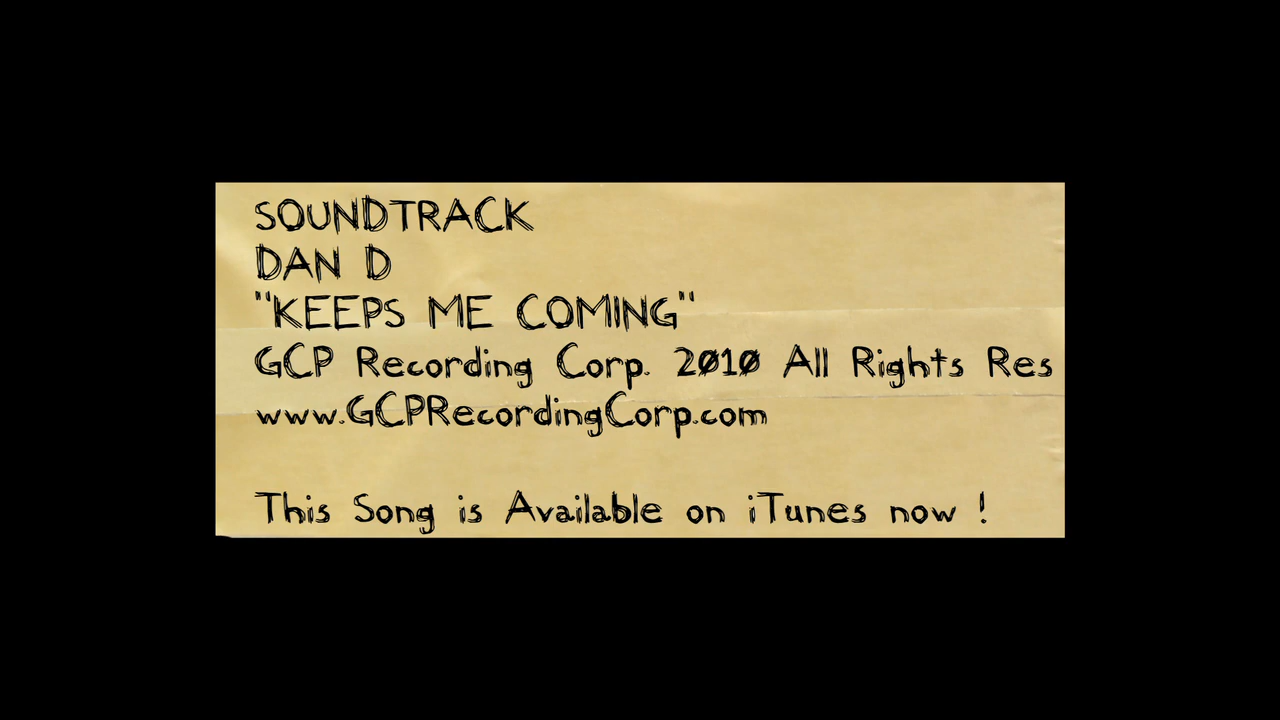 SOUNDTRACK
DAN D
"KEEPS ME COMING"
GCP Recording Corp. 2010 All Rights Res
www.GCPRecordingCorp.com
This Song is Available on iTunes now !